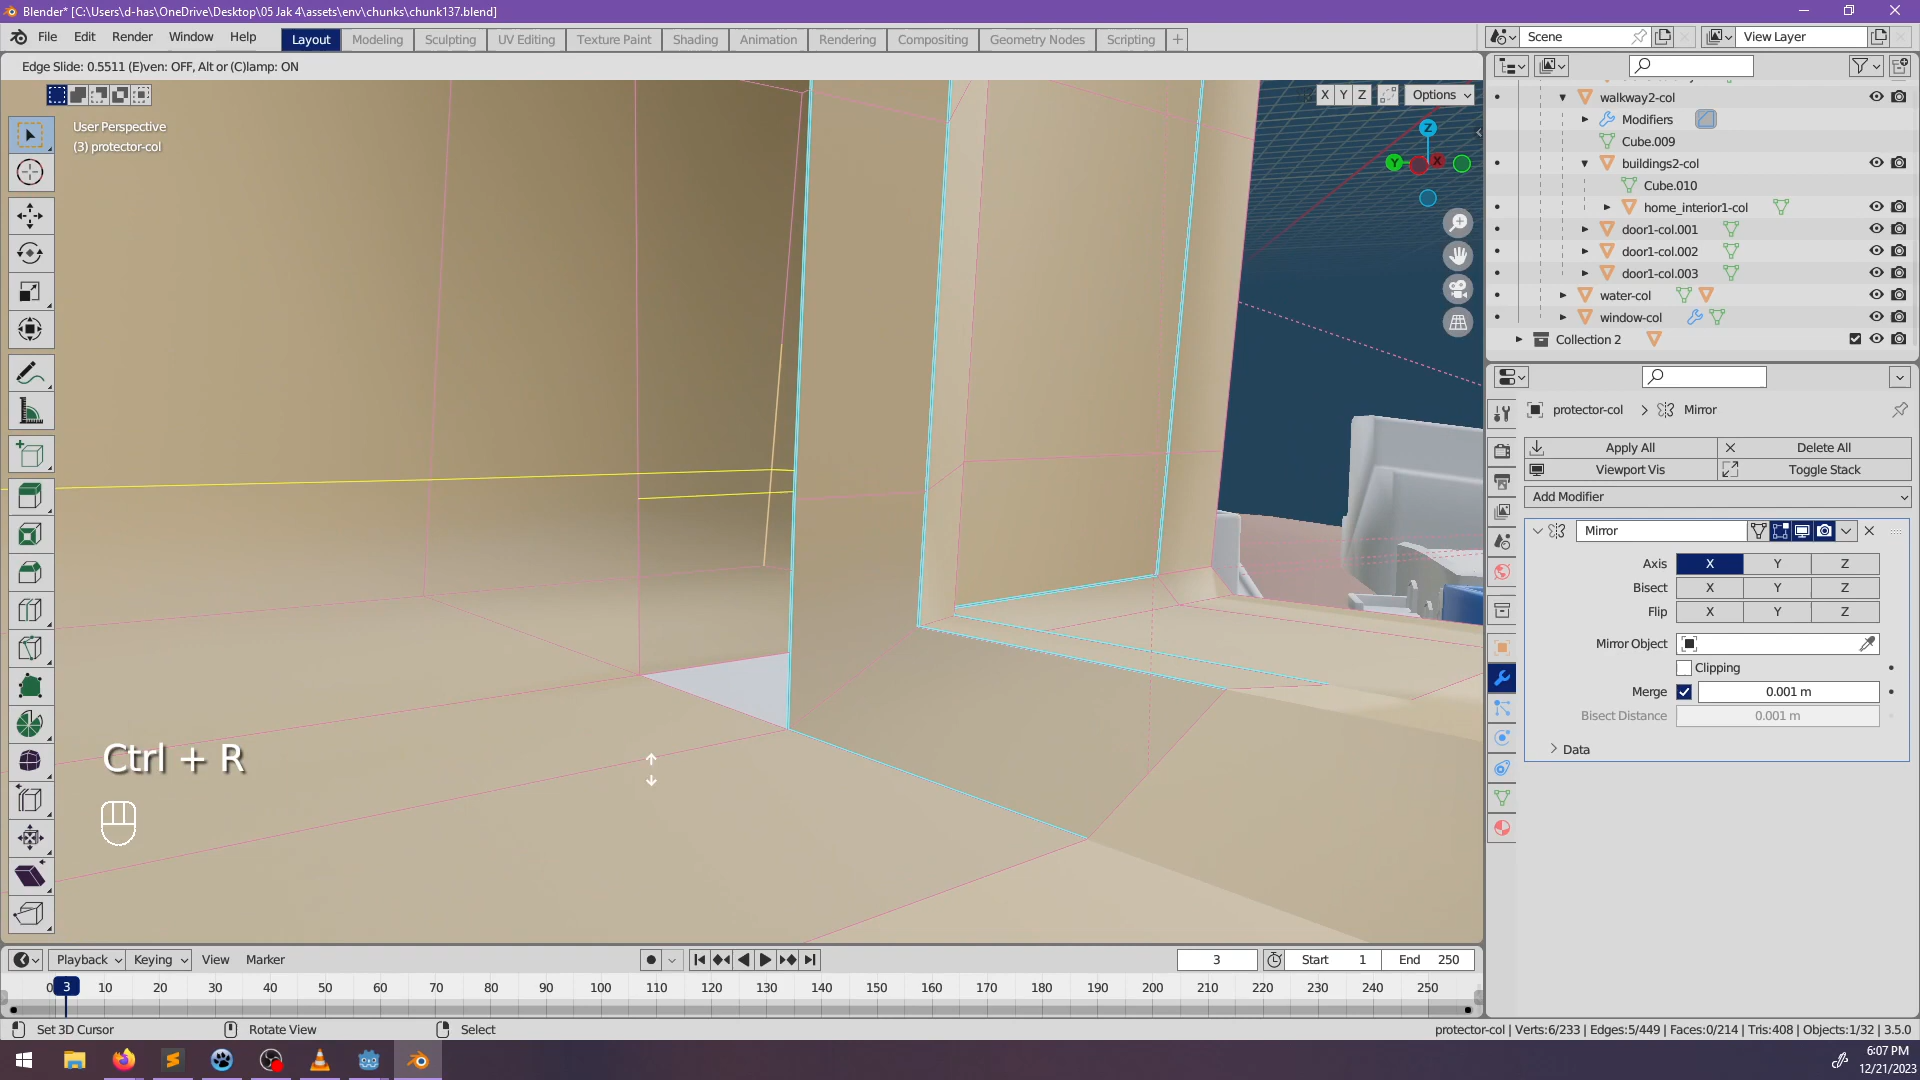 Blender* [C:\Users\d-has\OneDrive\Desktop\05 Jak 4\assets\env\chunks\chunk137.blend]
File Edit Render Window Help
Layout Modeling Sculpting UV Editing Texture Paint Shading Animation Rendering Compositing Geometry Nodes Scripting
Scene
View Layer
Edge Slide: 0.5511 (E)ven: OFF, Alt or (C)lamp: ON
X Y Z
Options
User Perspective
(3) protector-col
Z
Y
X
walkway2-col
Modifiers
Cube.009
buildings2-col
Cube.010
home_interior1-col
door1-col.001
door1-col.002
door1-col.003
water-col
window-col
Collection 2
protector-col
Mirror
Apply All
Delete All
Viewport Vis
Toggle Stack
Add Modifier
Mirror
Axis X Y Z
Bisect X Y Z
Flip X Y Z
Mirror Object
Clipping
Merge 0.001 m
Bisect Distance 0.001 m
Data
Ctrl + R
Playback Keying View Marker
3
Start 1
End 250
0 3 10 20 30 40 50 60 70 80 90 100 110 120 130 140 150 160 170 180 190 200 210 220 230 240 250
Set 3D Cursor
Rotate View
Select
protector-col | Verts:6/233 | Edges:5/449 | Faces:0/214 | Tris:408 | Objects:1/32 | 3.5.0
6:07 PM
12/21/2023